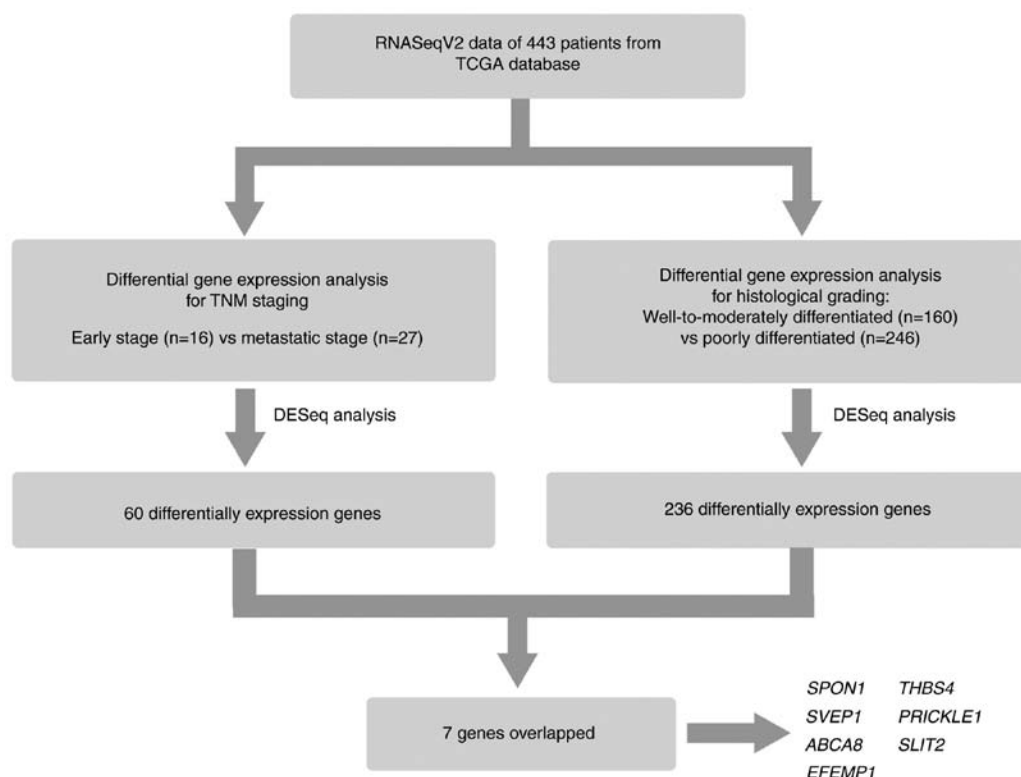 RNASeqV2 data of 443 patients from
TCGA database
Differential gene expression analysis
for TNM staging
Early stage (n=16) vs metastatic stage (n=27)
Differential gene expression analysis
for histological grading:
Well-to-moderately differentiated (n=160)
vs poorly differentiated (n=246)
DESeq analysis
DESeq analysis
60 differentially expression genes
236 differentially expression genes
7 genes overlapped
SPON1 THBS4
SVEP1 PRICKLE1
ABCA8 SLIT2
EFEMP1